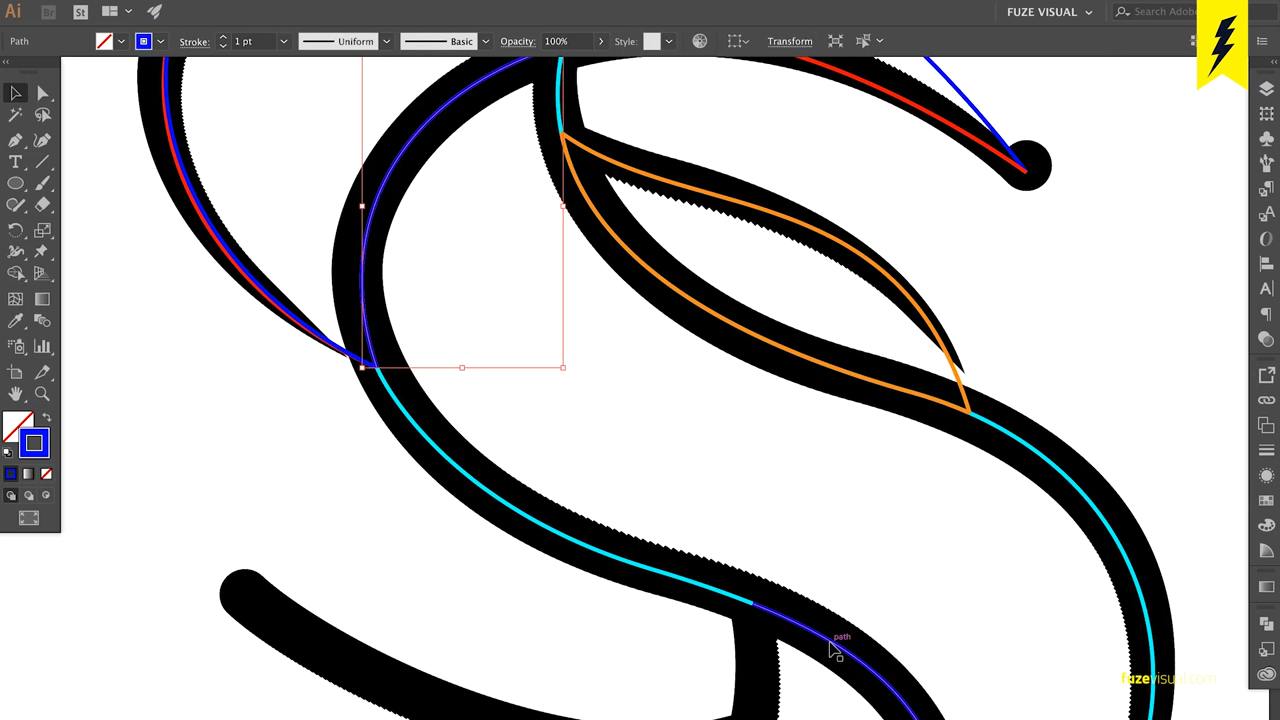 Ai Br St FUZE VISUAL Search Adobe
Path Stroke: 1 pt Uniform Basic Opacity: 100% Style: Transform
path
fuzevisual.com